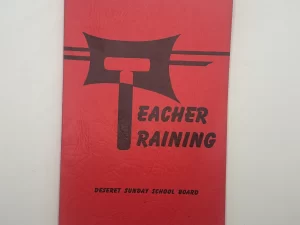 TEACHER
TRAINING
DESERET SUNDAY SCHOOL BOARD